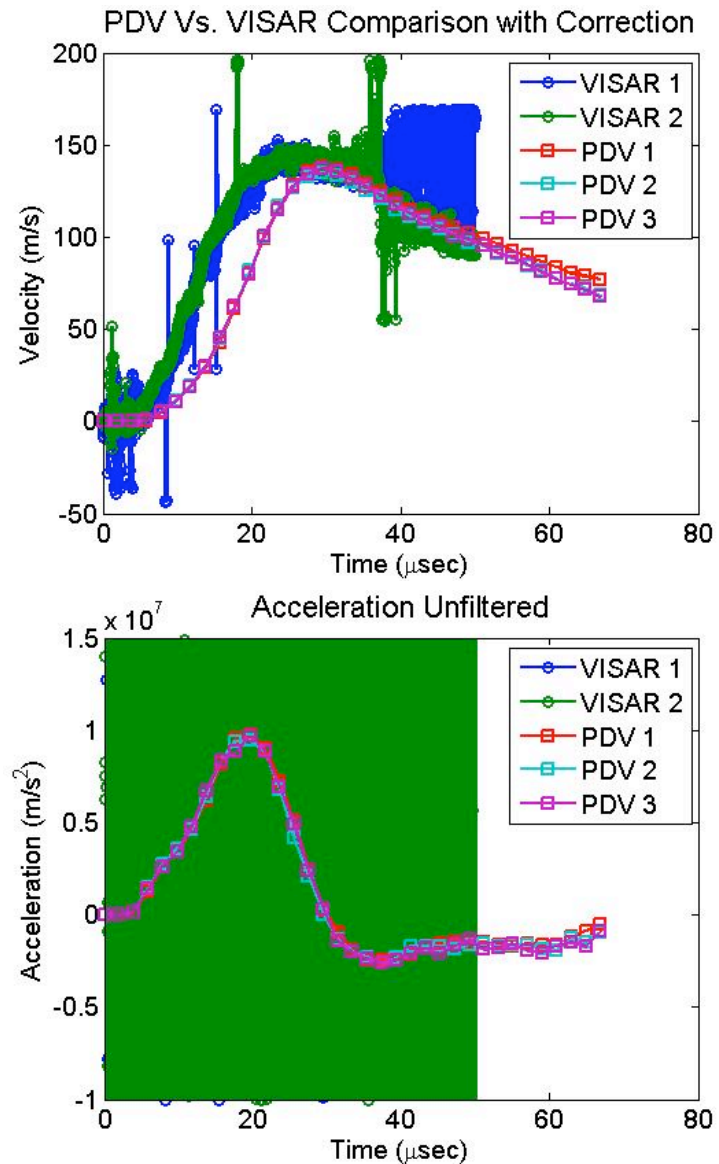 PDV Vs. VISAR Comparison with Correction
200
150
100
50
0
-50
Velocity (m/s)
VISAR 1
VISAR 2
PDV 1
PDV 2
PDV 3
0
20
40
60
80
Time (μsec)
Acceleration Unfiltered
x 10^7
1.5
1
0.5
0
-0.5
-1
Acceleration (m/s²)
VISAR 1
VISAR 2
PDV 1
PDV 2
PDV 3
0
20
40
60
80
Time (μsec)